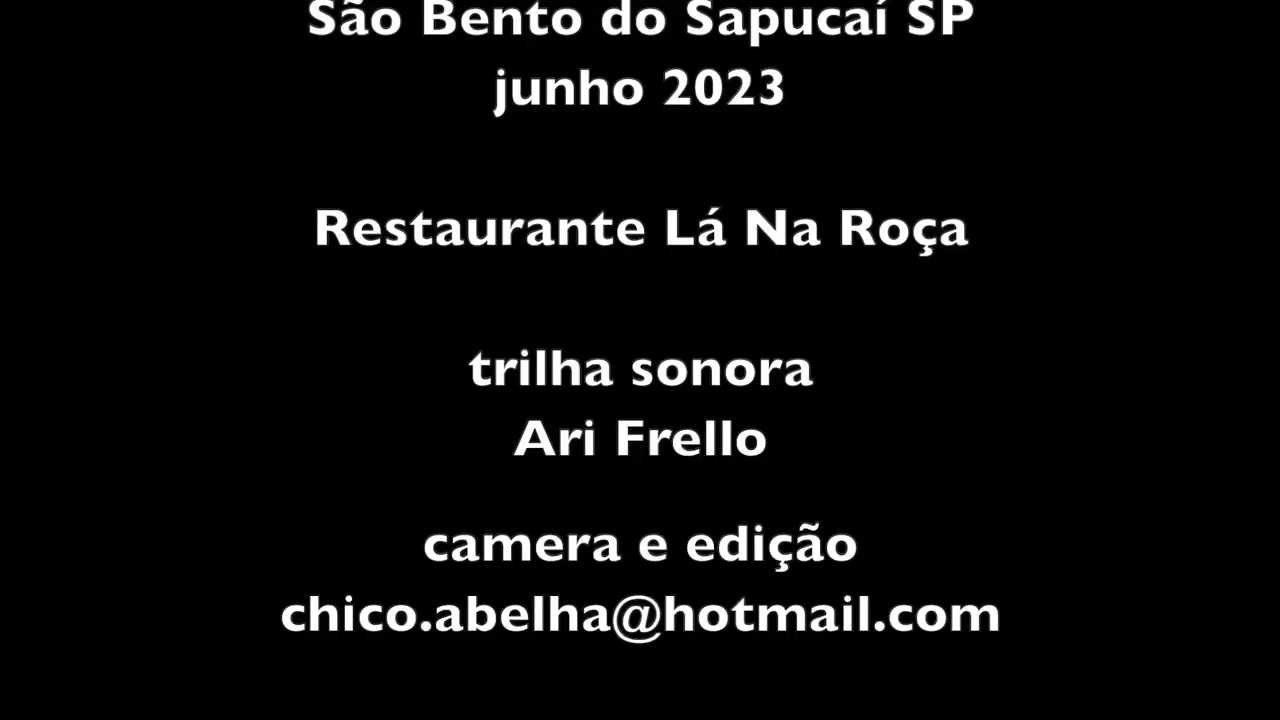 São Bento do Sapucaí SP
junho 2023
Restaurante Lá Na Roça
trilha sonora
Ari Frello
camera e edição
chico.abelha@hotmail.com